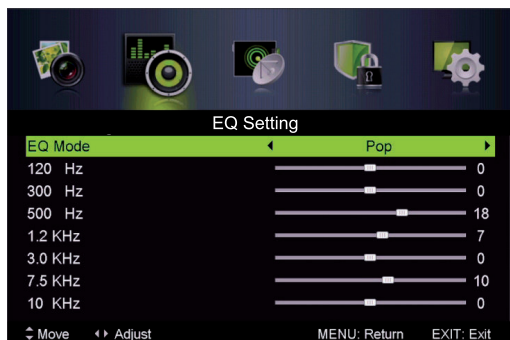 EQ Setting
EQ Mode Pop
120 Hz 0
300 Hz 0
500 Hz 18
1.2 KHz 7
3.0 KHz 0
7.5 KHz 10
10 KHz 0
Move Adjust MENU: Return EXIT: Exit